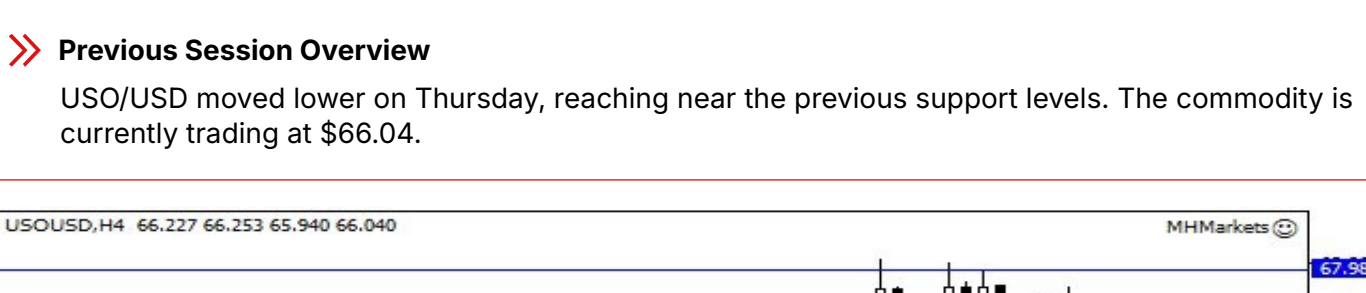 Previous Session Overview
USO/USD moved lower on Thursday, reaching near the previous support levels. The commodity is
currently trading at $66.04.
USOUSD,H4 66.227 66.253 65.940 66.040
MHMarkets
67.98